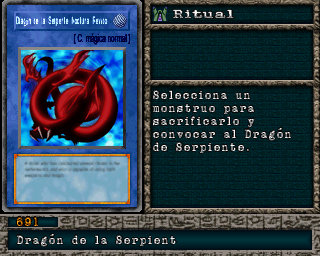 Dragón de la Serpiente Nocturna
[ C. mágica normal ]
Ritual
Selecciona un
monstruo para
sacrificarlo y
convocar al Dragón
de Serpiente.
691
Dragón de la Serpient